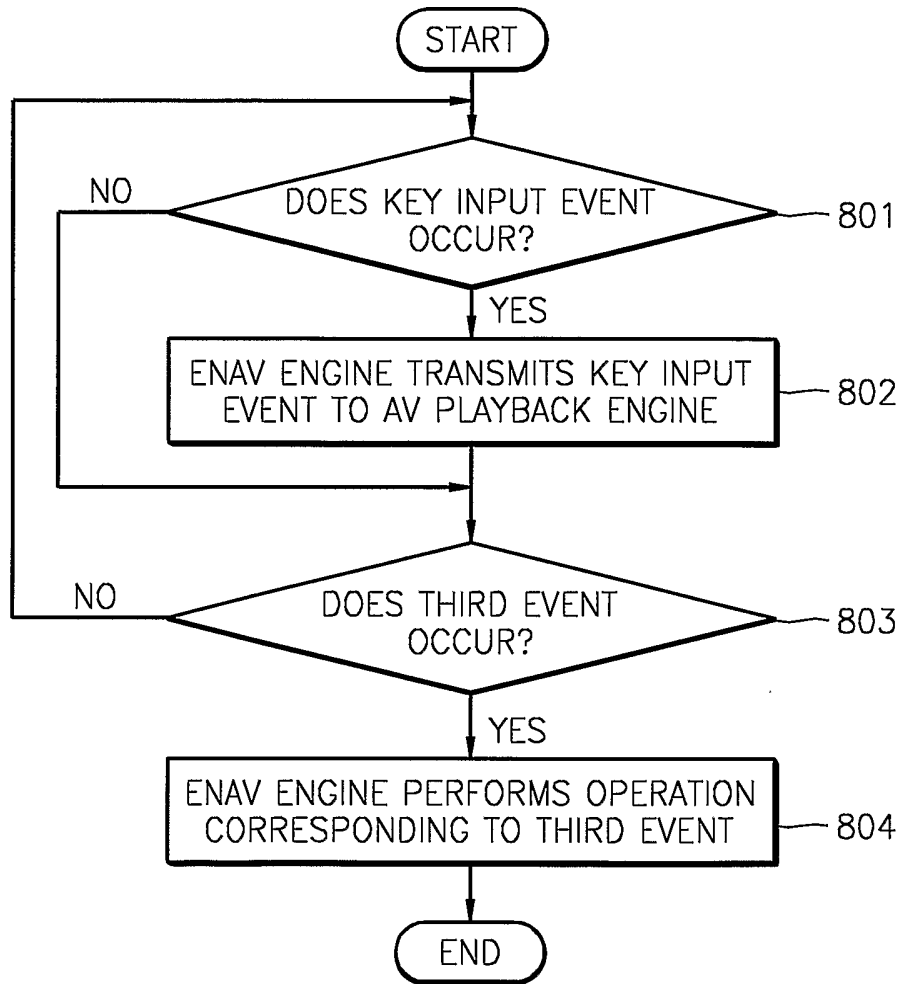 START
NO
DOES KEY INPUT EVENT
OCCUR?
801
YES
ENAV ENGINE TRANSMITS KEY INPUT
EVENT TO AV PLAYBACK ENGINE
802
NO
DOES THIRD EVENT
OCCUR?
803
YES
ENAV ENGINE PERFORMS OPERATION
CORRESPONDING TO THIRD EVENT
804
END